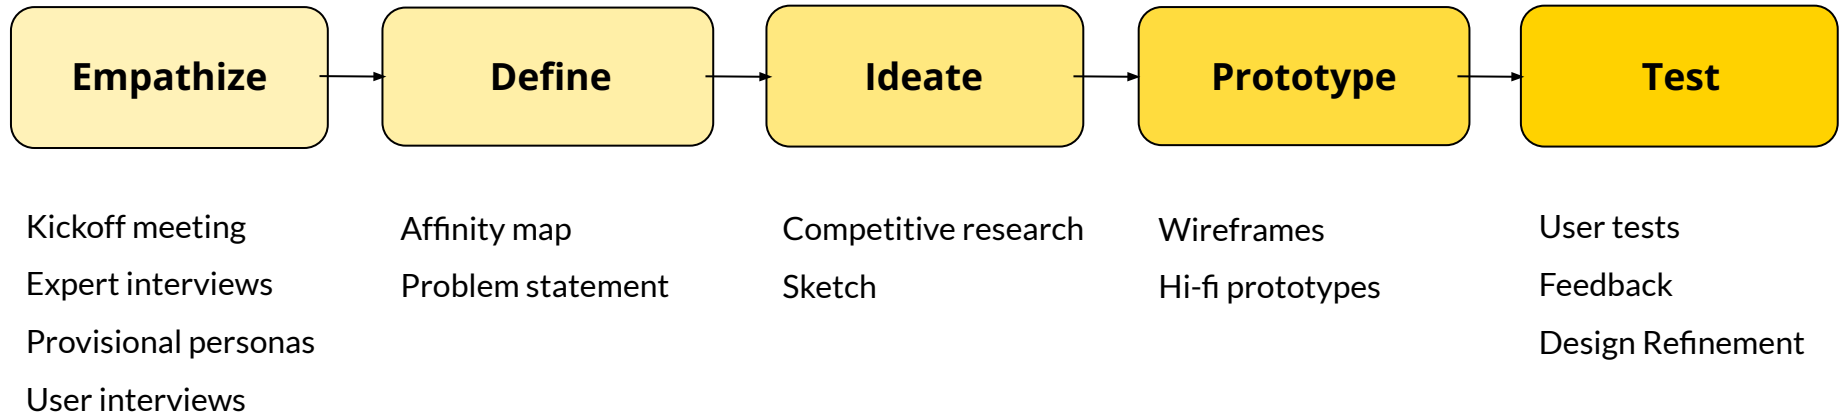 Empathize
Define
Ideate
Prototype
Test
Kickoff meeting
Expert interviews
Provisional personas
User interviews
Affinity map
Problem statement
Competitive research
Sketch
Wireframes
Hi-fi prototypes
User tests
Feedback
Design Refinement